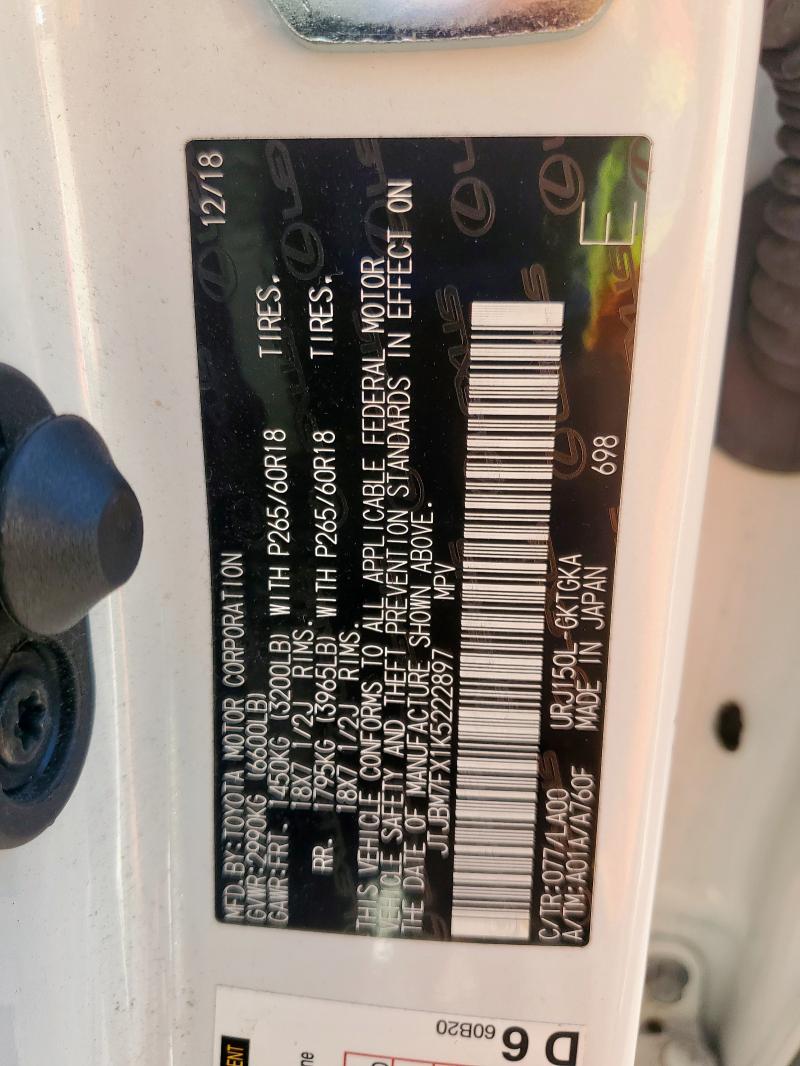 MFD.BY:TOYOTA MOTOR CORPORATION 12/18
GVWR:2990KG (6600LB)
GAWR:FRT. 1450KG (3200LB) WITH P265/60R18 TIRES.
18X7 1/2J RIMS.
RR. 1795KG (3965LB) WITH P265/60R18 TIRES.
18X7 1/2J RIMS.
THIS VEHICLE CONFORMS TO ALL APPLICABLE FEDERAL MOTOR
VEHICLE SAFETY AND THEFT PREVENTION STANDARDS IN EFFECT ON
THE DATE OF MANUFACTURE SHOWN ABOVE.
JTJBM7FX1K5222897 MPV
C/TR:077/LA00 URJ150L-GKTGKA
A/TM:A01A/A760F MADE IN JAPAN 698 E
D6
60B20